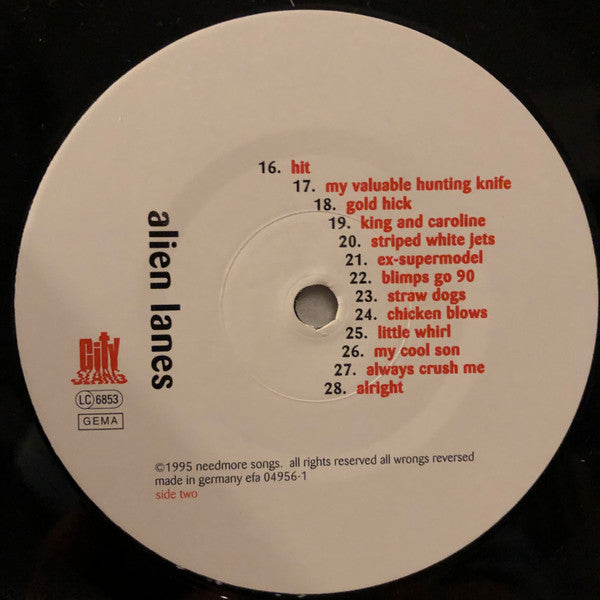 16. hit
17. my valuable hunting knife
18. gold hick
19. king and caroline
20. striped white jets
21. ex-supermodel
22. blimps go 90
23. straw dogs
24. chicken blows
25. little whirl
26. my cool son
27. always crush me
28. alright
alien lanes
City
SLANG
LC 6853
GEMA
©1995 needmore songs. all rights reserved all wrongs reversed
made in germany efa 04956-1
side two